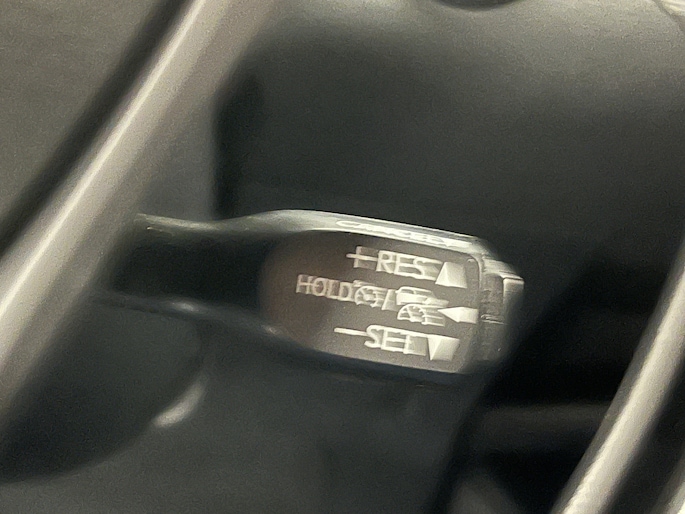 + RES
HOLD /
- SET